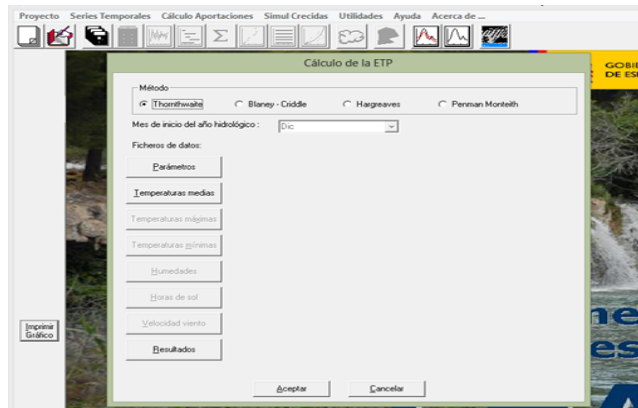 Proyecto Series Temporales Cálculo Aportaciones Simul Crecidas Utilidades Ayuda Acerca de ...
Cálculo de la ETP
GOBI
DE ES
Método
Thornthwaite Blaney - Criddle Hargreaves Penman Monteith
Mes de inicio del año hidrológico : Dic
Ficheros de datos:
Parámetros
Temperaturas medias
Temperaturas máximas
Temperaturas mínimas
Humedades
Horas de sol
Velocidad viento
Resultados
Imprimir
Gráfico
ne
es
Aceptar Cancelar